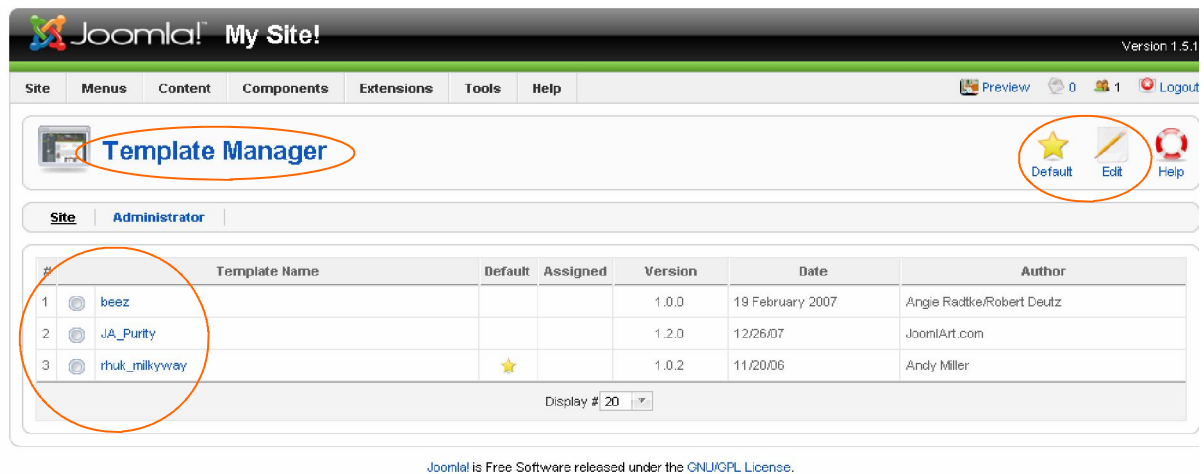 Joomla! My Site!
Version 1.5.1
Site Menus Content Components Extensions Tools Help Preview 0 1 Logout
Template Manager
Default Edit Help
Site Administrator
# Template Name Default Assigned Version Date Author
1 beez 1.0.0 19 February 2007 Angie Radtke/Robert Deutz
2 JA_Purity 1.2.0 12/26/07 JoomlArt.com
3 rhuk_milkyway 1.0.2 11/20/06 Andy Miller
Display # 20
Joomla! is Free Software released under the GNU/GPL License.